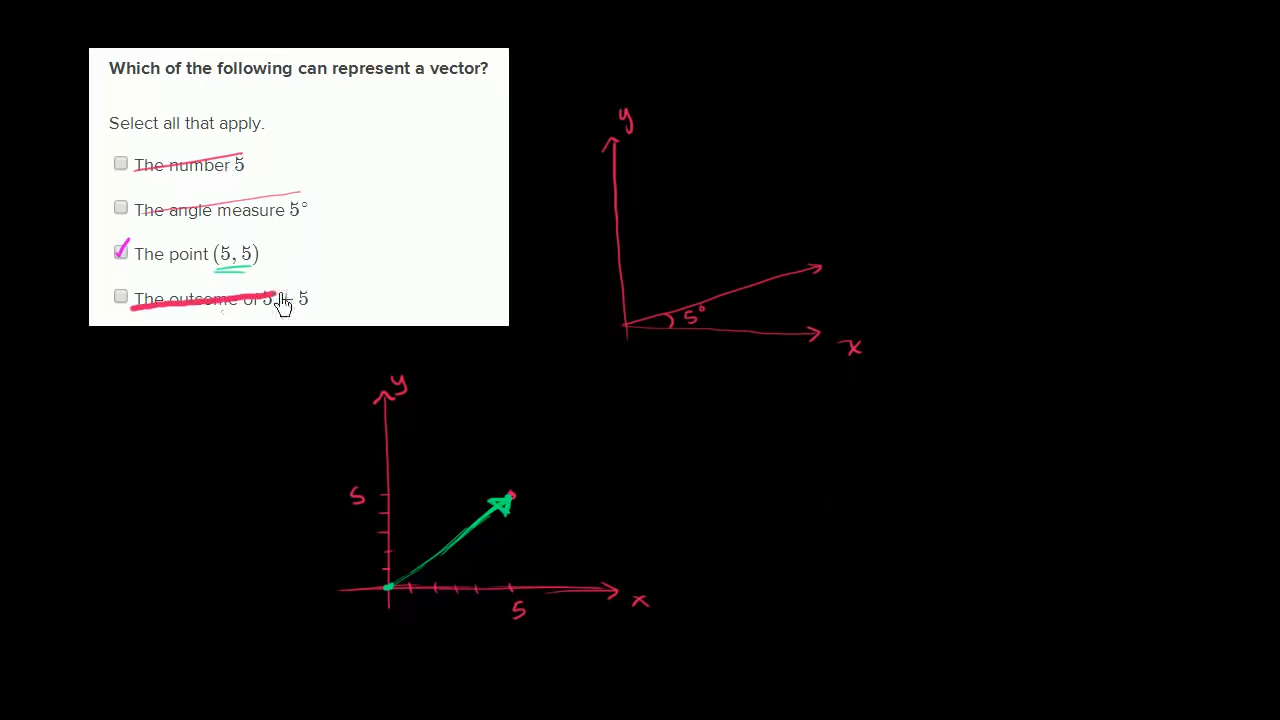 Which of the following can represent a vector?
Select all that apply.
The number 5
The angle measure 5°
The point (5, 5)
The outcome of 5 5
y
5°
x
y
5
5
x